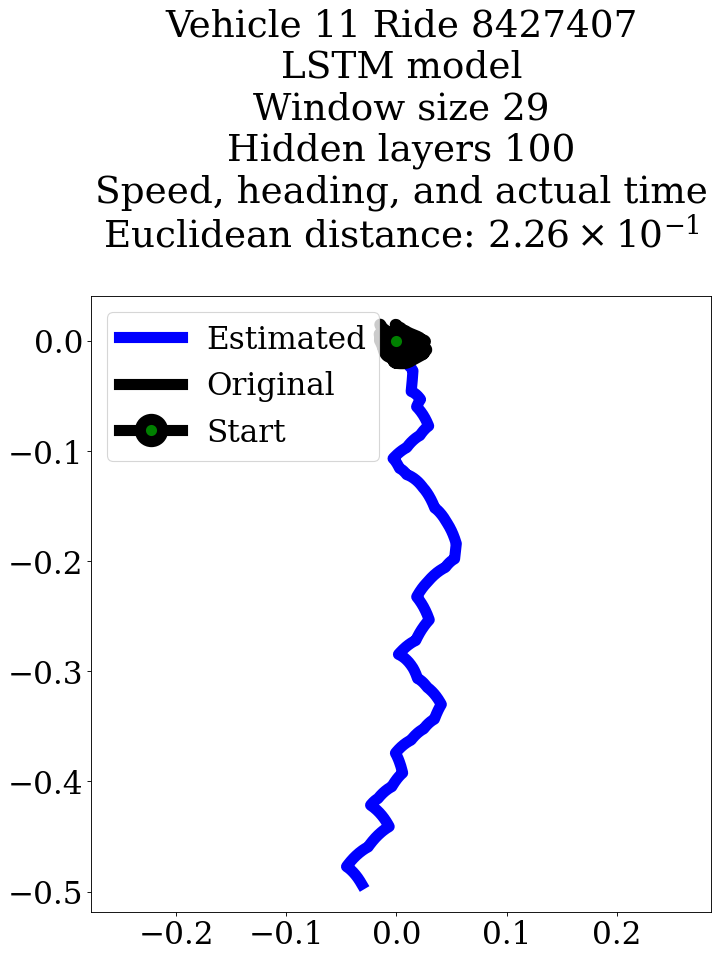 Vehicle 11 Ride 8427407
LSTM model
Window size 29
Hidden layers 100
Speed, heading, and actual time
Euclidean distance: 2.26 × 10⁻¹
Estimated
Original
Start
0.0
−0.1
−0.2
−0.3
−0.4
−0.5
−0.2
−0.1
0.0
0.1
0.2